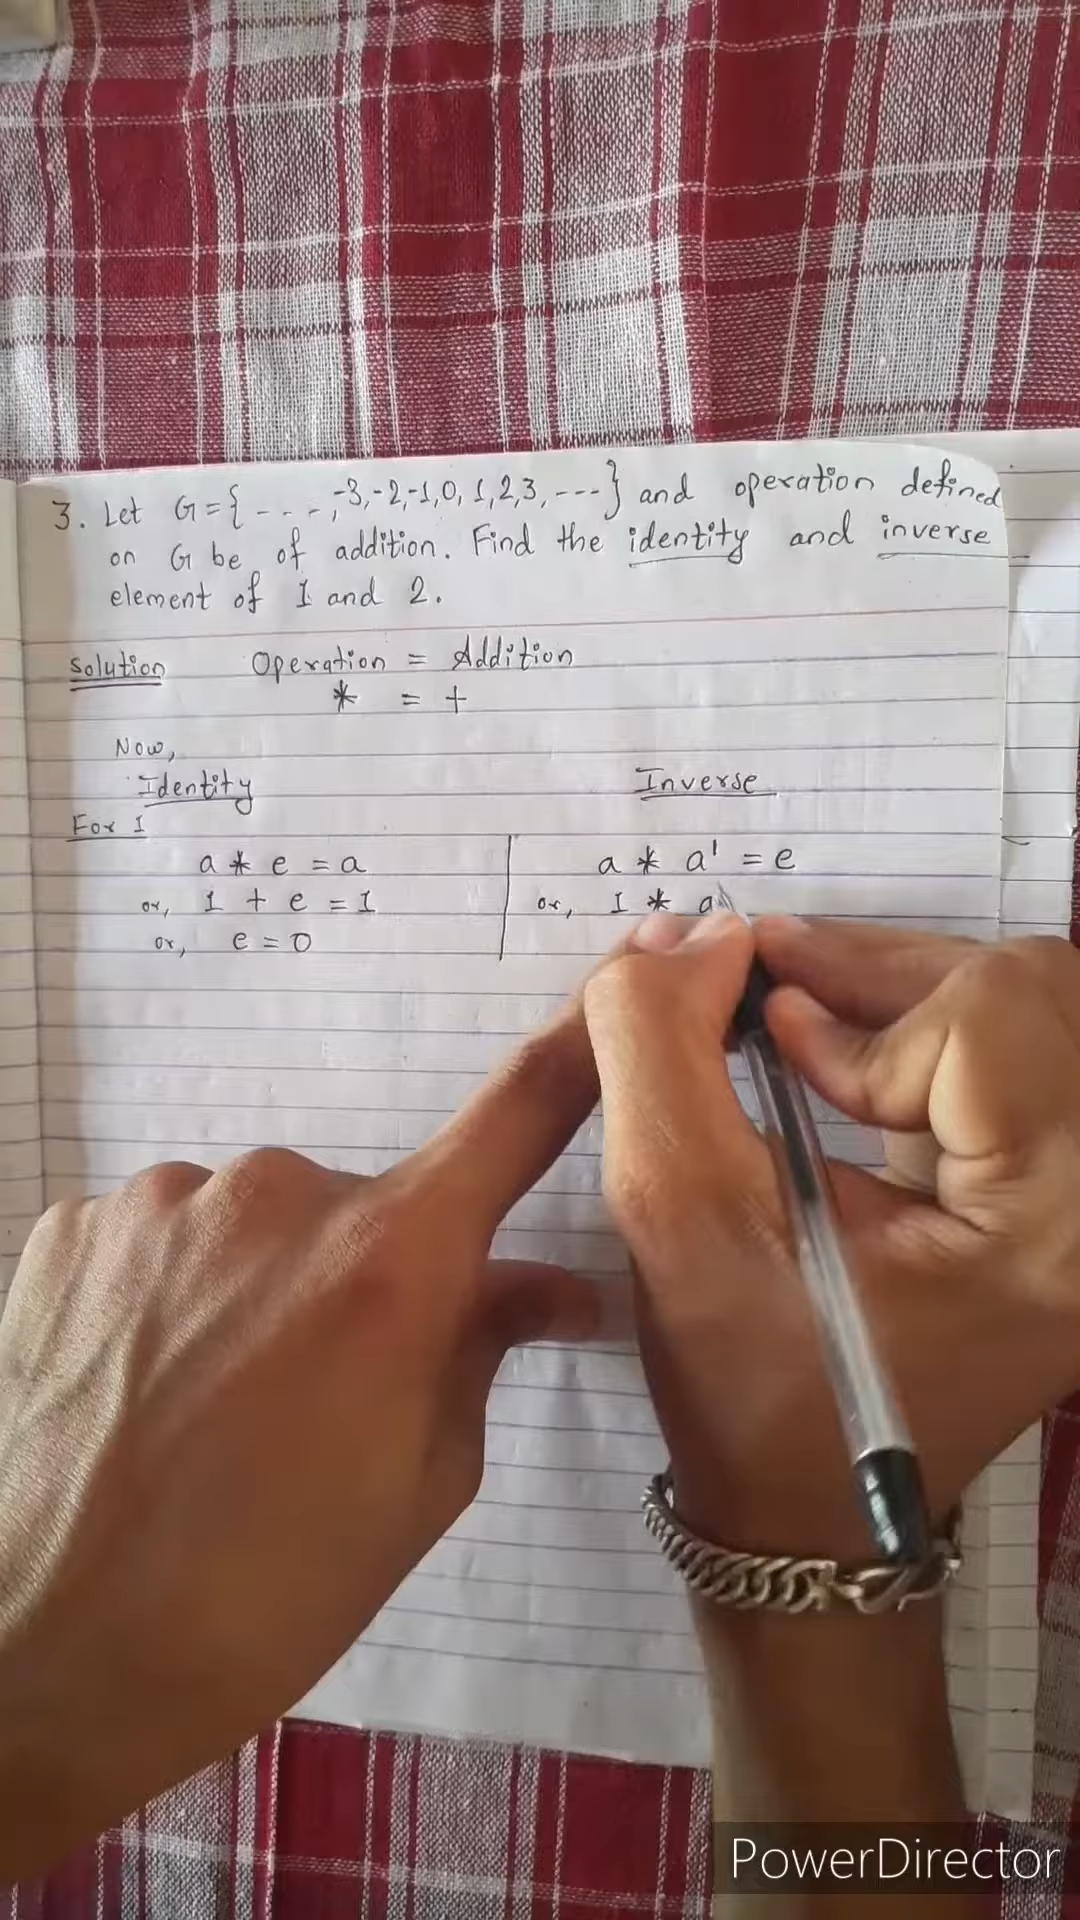 3. Let G={- - - -,-3,-2,-1,0,1,2,3,----} and operation defined
on G be of addition. Find the identity and inverse
element of 1 and 2.
Solution Operation = Addition
* = +
Now,
Identity Inverse
For 1
a * e = a a * a' = e
or, 1 + e = 1 or, 1 * a
or, e = 0
PowerDirector